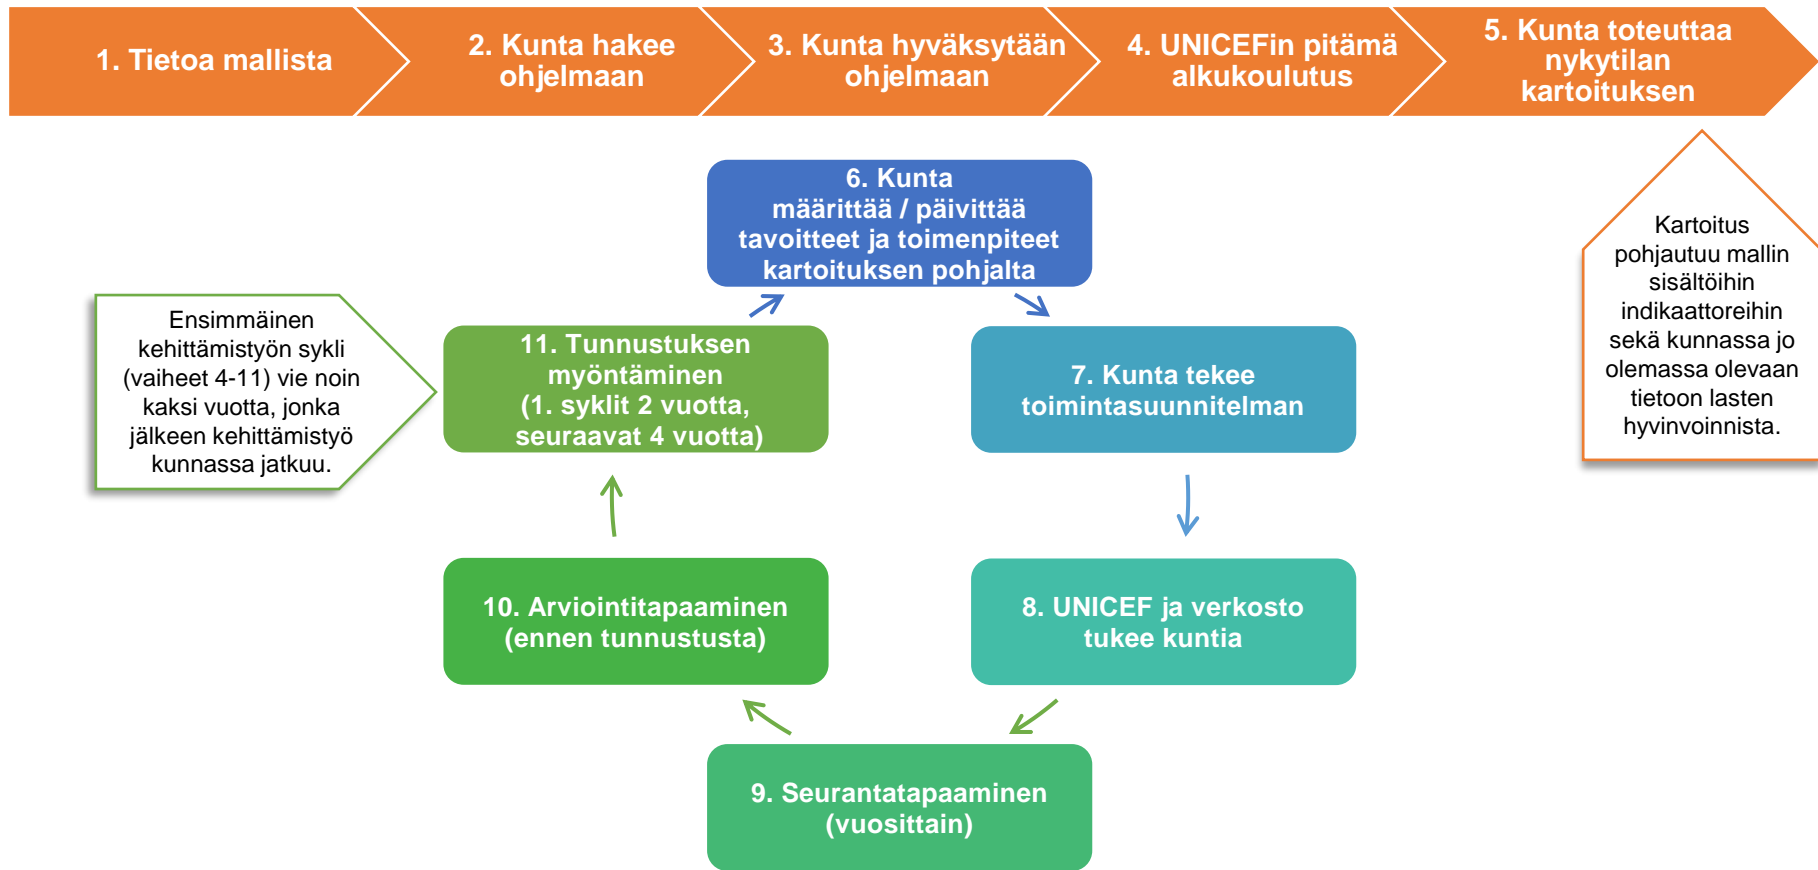 1. Tietoa mallista
2. Kunta hakee
ohjelmaan
3. Kunta hyväksytään
ohjelmaan
4. UNICEFin pitämä
alkukoulutus
5. Kunta toteuttaa
nykytilan
kartoituksen
6. Kunta
määrittää / päivittää
tavoitteet ja toimenpiteet
kartoituksen pohjalta
Kartoitus
pohjautuu mallin
sisältöihin
indikaattoreihin
sekä kunnassa jo
olemassa olevaan
tietoon lasten
hyvinvoinnista.
Ensimmäinen
kehittämistyön sykli
(vaiheet 4-11) vie noin
kaksi vuotta, jonka
jälkeen kehittämistyö
kunnassa jatkuu.
11. Tunnustuksen
myöntäminen
(1. syklit 2 vuotta,
seuraavat 4 vuotta)
7. Kunta tekee
toimintasuunnitelman
10. Arviointitapaaminen
(ennen tunnustusta)
8. UNICEF ja verkosto
tukee kuntia
9. Seurantatapaaminen
(vuosittain)